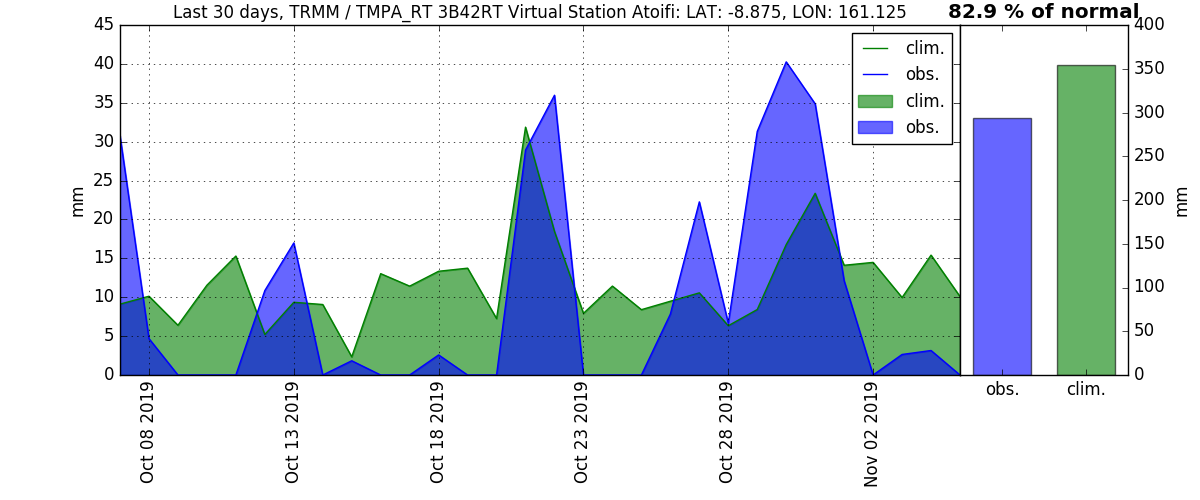 Last 30 days, TRMM / TMPA_RT 3B42RT Virtual Station Atoifi: LAT: -8.875, LON: 161.125
82.9 % of normal
45
40
35
30
25
20
15
10
5
0
mm
clim.
obs.
clim.
obs.
400
350
300
250
200
150
100
50
0
mm
Oct 08 2019
Oct 13 2019
Oct 18 2019
Oct 23 2019
Oct 28 2019
Nov 02 2019
obs.
clim.